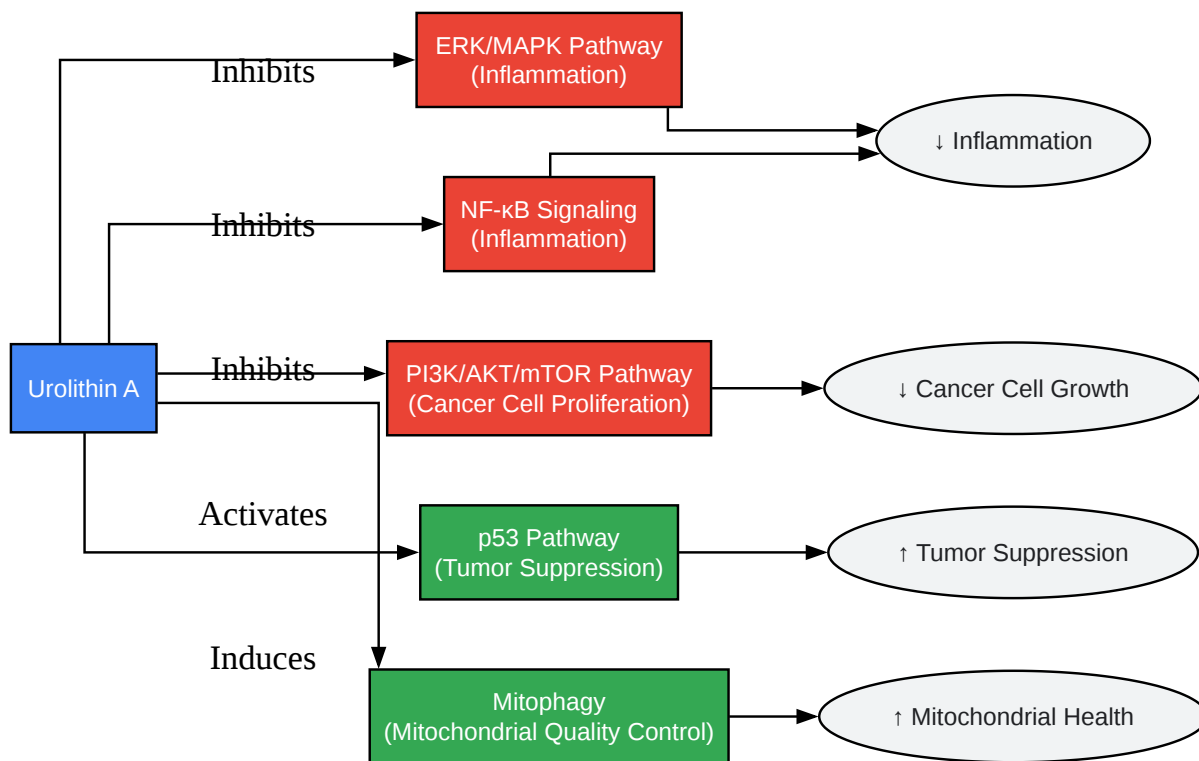 ERK/MAPK Pathway
(Inflammation)
Inhibits
↓ Inflammation
NF-κB Signaling
(Inflammation)
Inhibits
Urolithin A
Inhibits
PI3K/AKT/mTOR Pathway
(Cancer Cell Proliferation)
↓ Cancer Cell Growth
Activates
p53 Pathway
(Tumor Suppression)
↑ Tumor Suppression
Induces
Mitophagy
(Mitochondrial Quality Control)
↑ Mitochondrial Health